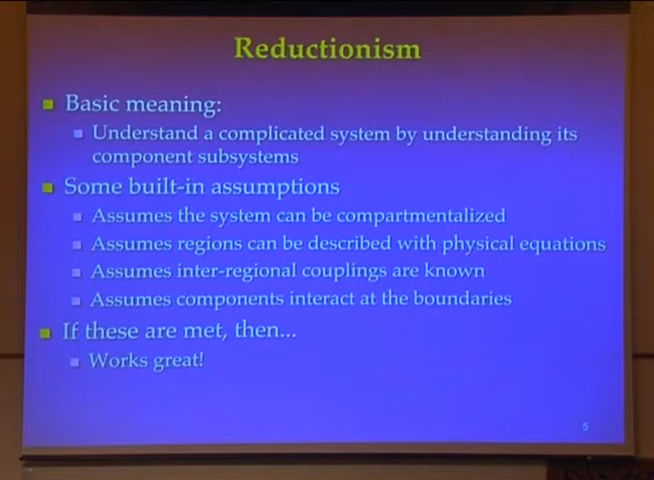 Reductionism
Basic meaning:
Understand a complicated system by understanding its
component subsystems
Some built-in assumptions
Assumes the system can be compartmentalized
Assumes regions can be described with physical equations
Assumes inter-regional couplings are known
Assumes components interact at the boundaries
If these are met, then...
Works great!
5